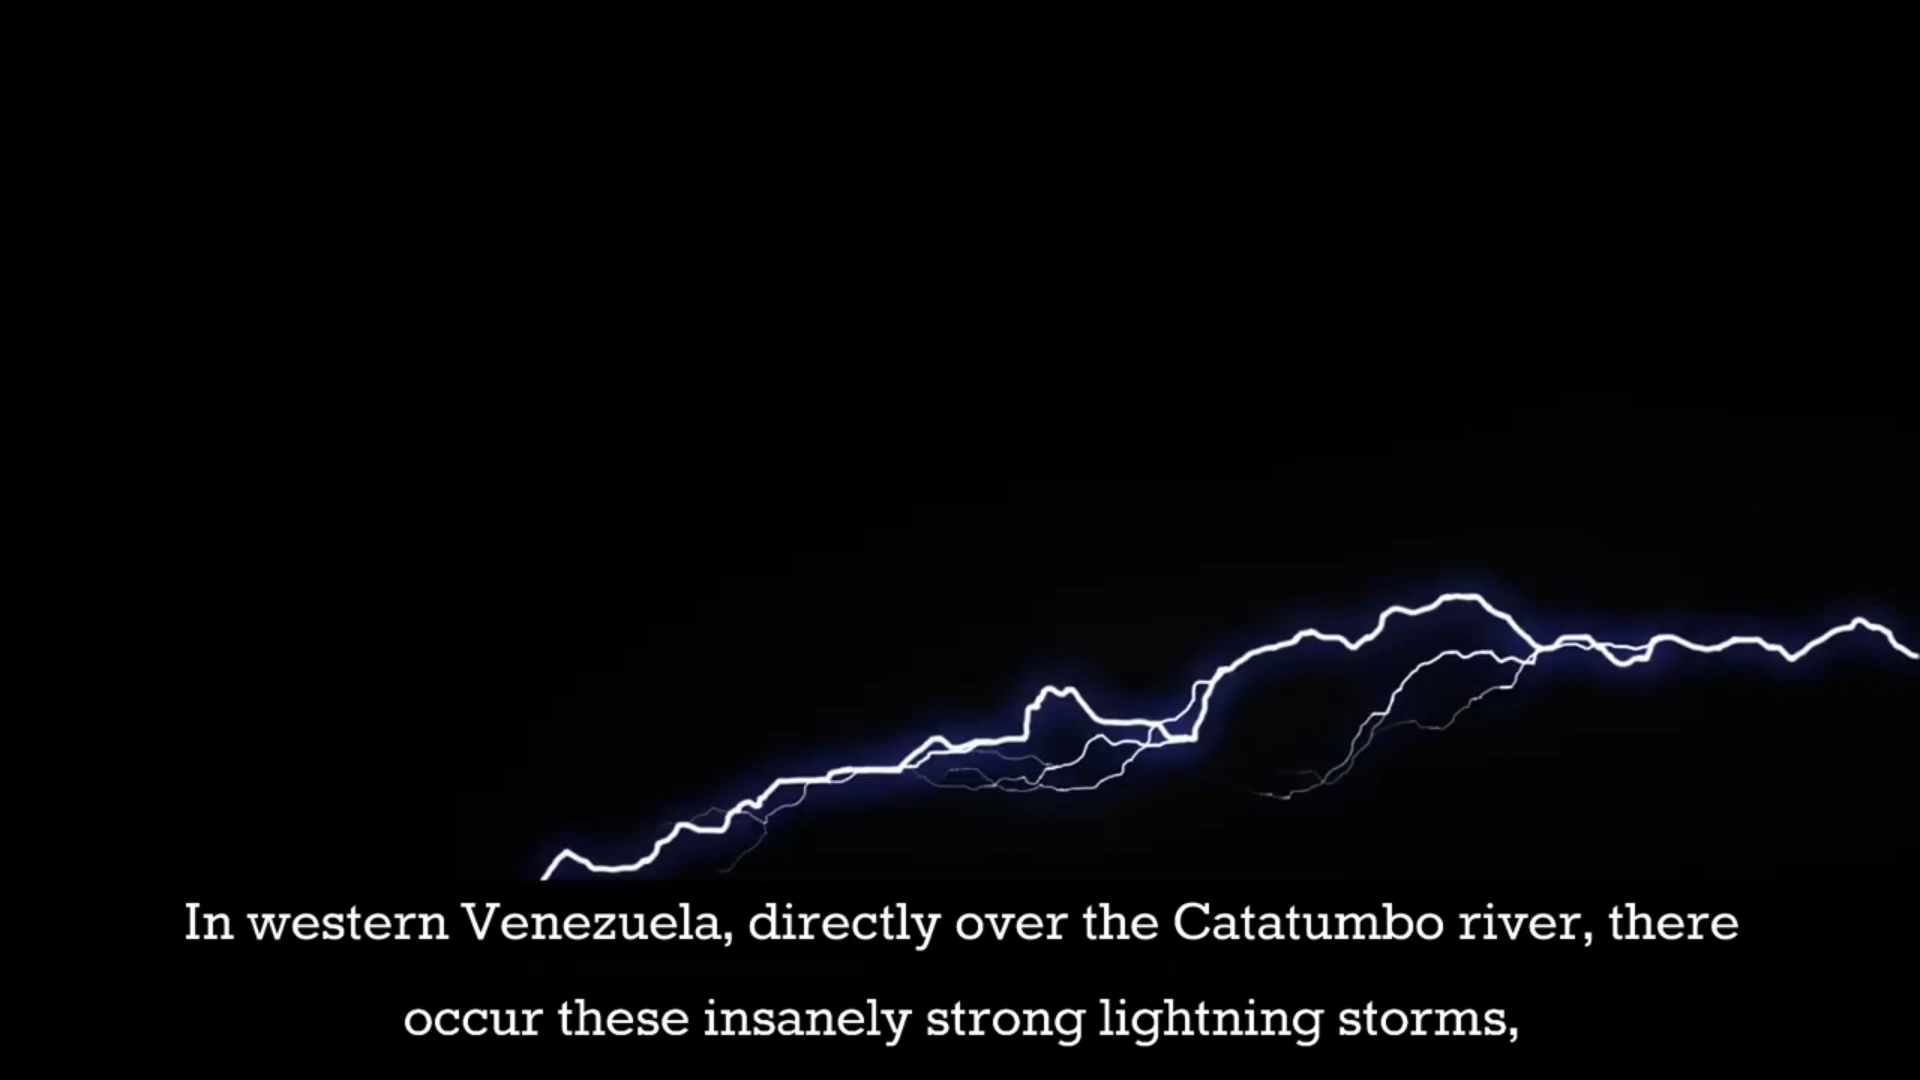 In western Venezuela, directly over the Catatumbo river, there
occur these insanely strong lightning storms,